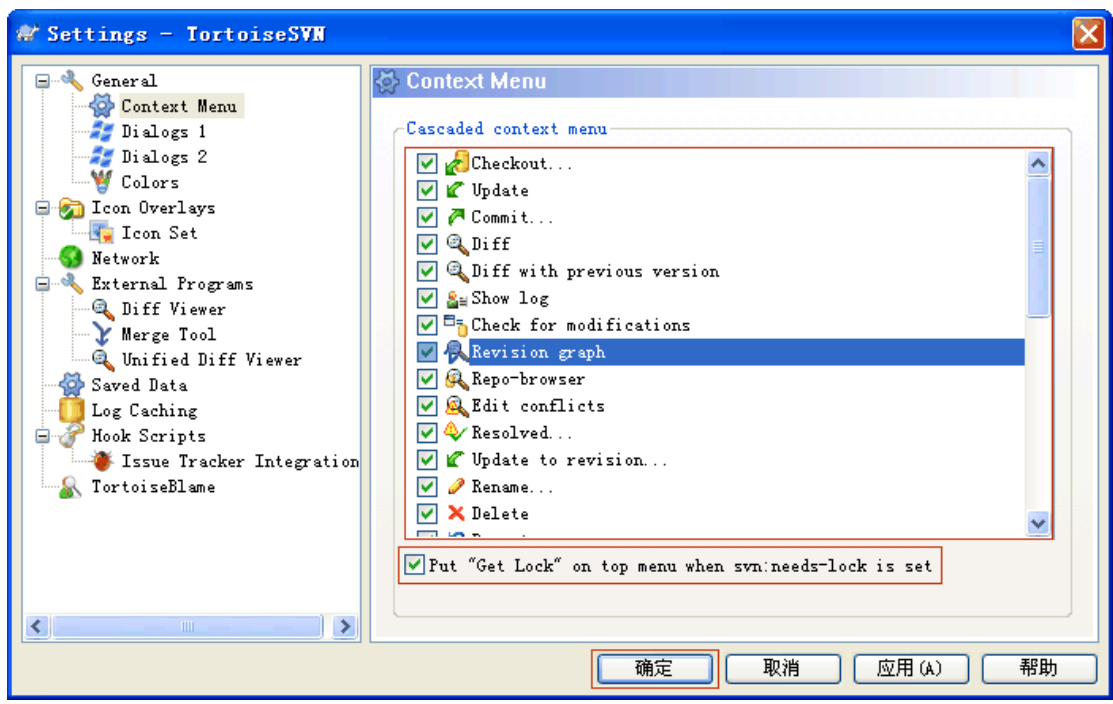 Settings - TortoiseSVN
General
Context Menu
Dialogs 1
Dialogs 2
Colors
Icon Overlays
Icon Set
Network
External Programs
Diff Viewer
Merge Tool
Unified Diff Viewer
Saved Data
Log Caching
Hook Scripts
Issue Tracker Integration
TortoiseBlame
Context Menu
Cascaded context menu
Checkout...
Update
Commit...
Diff
Diff with previous version
Show log
Check for modifications
Revision graph
Repo-browser
Edit conflicts
Resolved...
Update to revision...
Rename...
Delete
Put "Get Lock" on top menu when svn:needs-lock is set
确定 取消 应用(A) 帮助